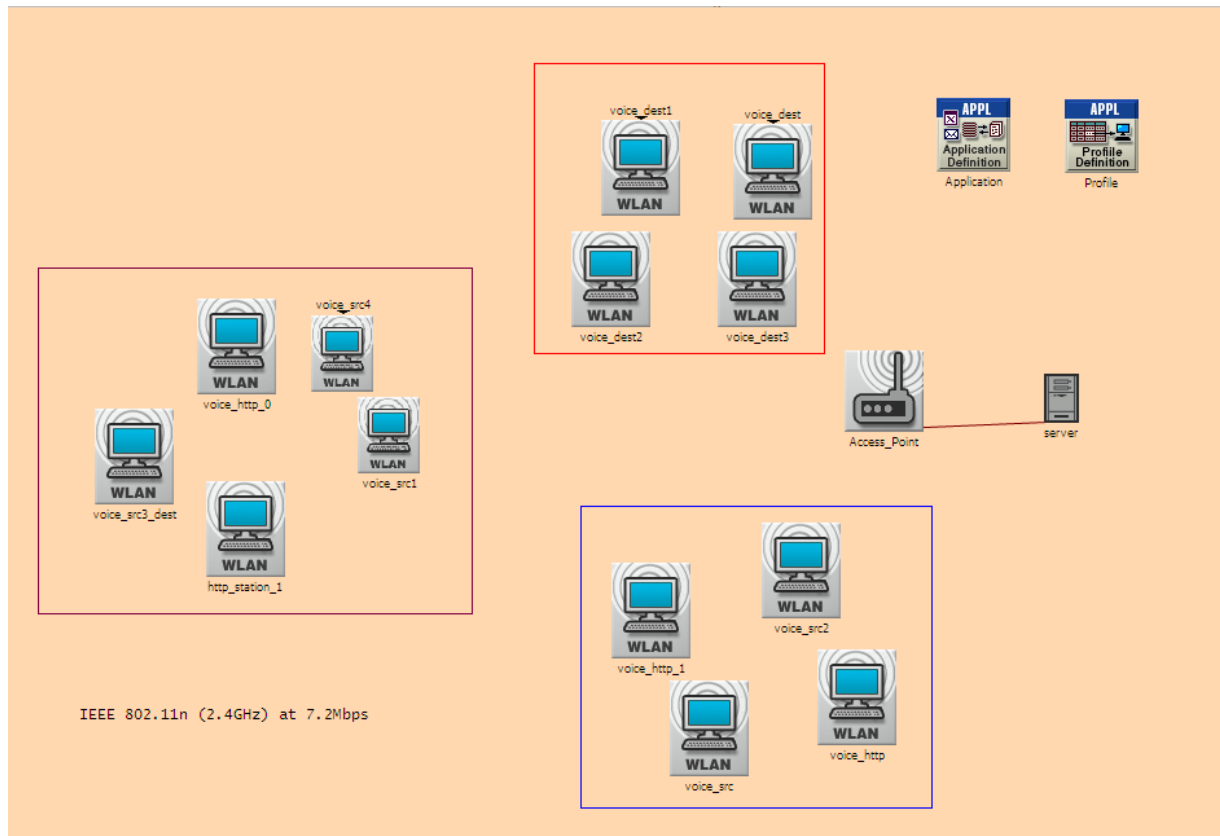 voice_dest1
voice_dest
WLAN
WLAN
voice_dest2
voice_dest3
WLAN
WLAN
APPL
Application
Definition
Application
APPL
Profile
Definition
Profile
voice_http_0
WLAN
voice_src4
WLAN
voice_src1
WLAN
voice_src3_dest
WLAN
http_station_1
WLAN
Access_Point
server
voice_src2
WLAN
voice_http_1
WLAN
voice_http
WLAN
voice_src
WLAN
IEEE 802.11n (2.4GHz) at 7.2Mbps